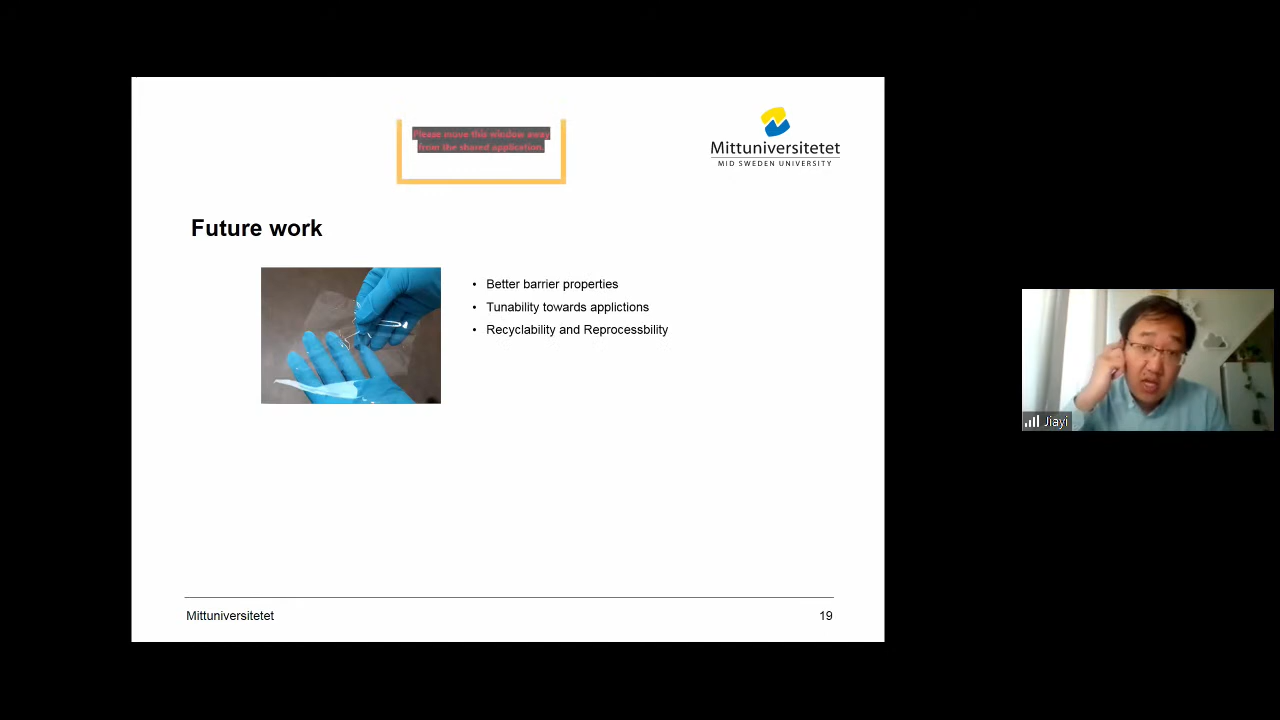 Please move this window away
from the shared application.
Mittuniversitetet
MID SWEDEN UNIVERSITY
Future work
• Better barrier properties
• Tunability towards applictions
• Recyclability and Reprocessbility
Jiayi
Mittuniversitetet
19